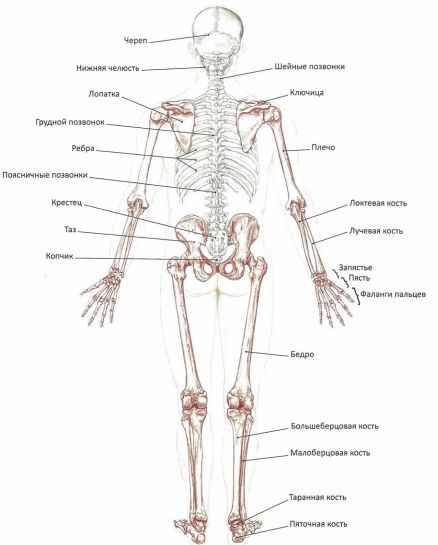 Череп
Нижняя челюсть
Шейные позвонки
Лопатка
Ключица
Грудной позвонок
Ребра
Плечо
Поясничные позвонки
Крестец
Локтевая кость
Таз
Лучевая кость
Копчик
Запястье
Пясть
Фаланги пальцев
Бедро
Большеберцовая кость
Малоберцовая кость
Таранная кость
Пяточная кость